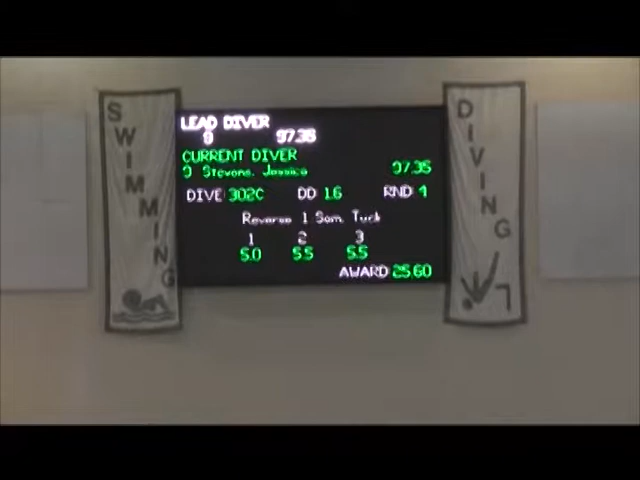 SWIMMING
LEAD DIVER
9 97.35
CURRENT DIVER 97.35
9 Stevens, Jessica
DIVE 302C DD 1.6 RND 4
Reverse 1 Som. Tuck
1 2 3
5.0 5.5 5.5
AWARD 25.60
DIVING